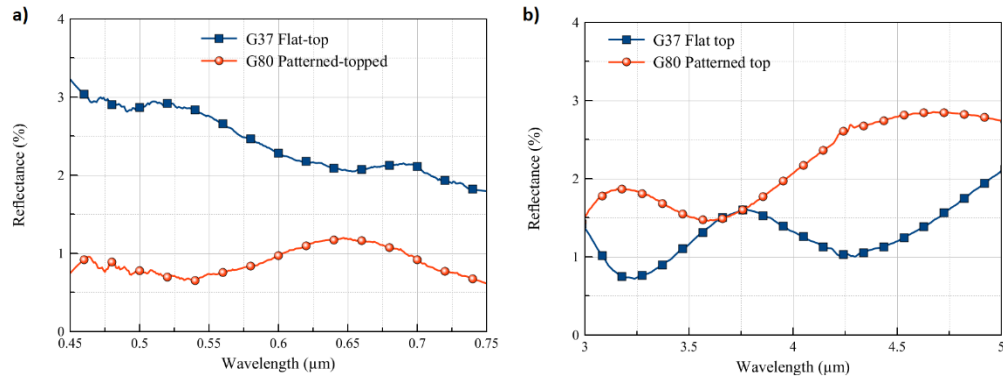 a)
G37 Flat-top
G80 Patterned-topped
Reflectance (%)
4
3
2
1
0
0.45 0.5 0.55 0.6 0.65 0.7 0.75
Wavelength (µm)
b)
G37 Flat top
G80 Patterned top
Reflectance (%)
4
3
2
1
0
3 3.5 4 4.5 5
Wavelength (µm)